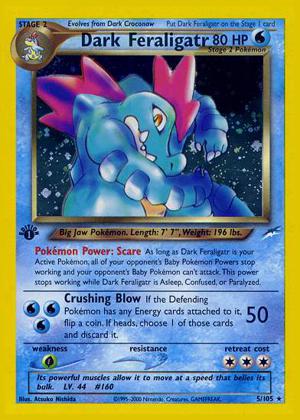 STAGE 2 Evolves from Dark Croconaw Put Dark Feraligatr on the Stage 1 card
Dark Feraligatr 80 HP
Stage 2 Pokémon
Big Jaw Pokémon. Length: 7' 7", Weight: 196 lbs.
Pokémon Power: Scare As long as Dark Feraligatr is your
Active Pokémon, all of your opponent's Baby Pokémon Powers stop
working and your opponent's Baby Pokémon can't attack. This power
stops working while Dark Feraligatr is Asleep, Confused, or Paralyzed.
Crushing Blow If the Defending
Pokémon has any Energy cards attached to it,
flip a coin. If heads, choose 1 of those cards
and discard it.
50
weakness resistance retreat cost
Its powerful muscles allow it to move at a speed that belies its
bulk. LV. 44 #160
Illus. Atsuko Nishida ©1995-2000 Nintendo, Creatures, GAMEFREAK. 5/105